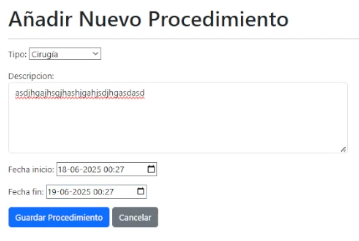 Añadir Nuevo Procedimiento
Tipo: Cirugía
Descripcion:
asdjhgajhsgjhashjgahjsdjhgasdasd
Fecha inicio: 18-06-2025 00:27
Fecha fin: 19-06-2025 00:27
Guardar Procedimiento Cancelar